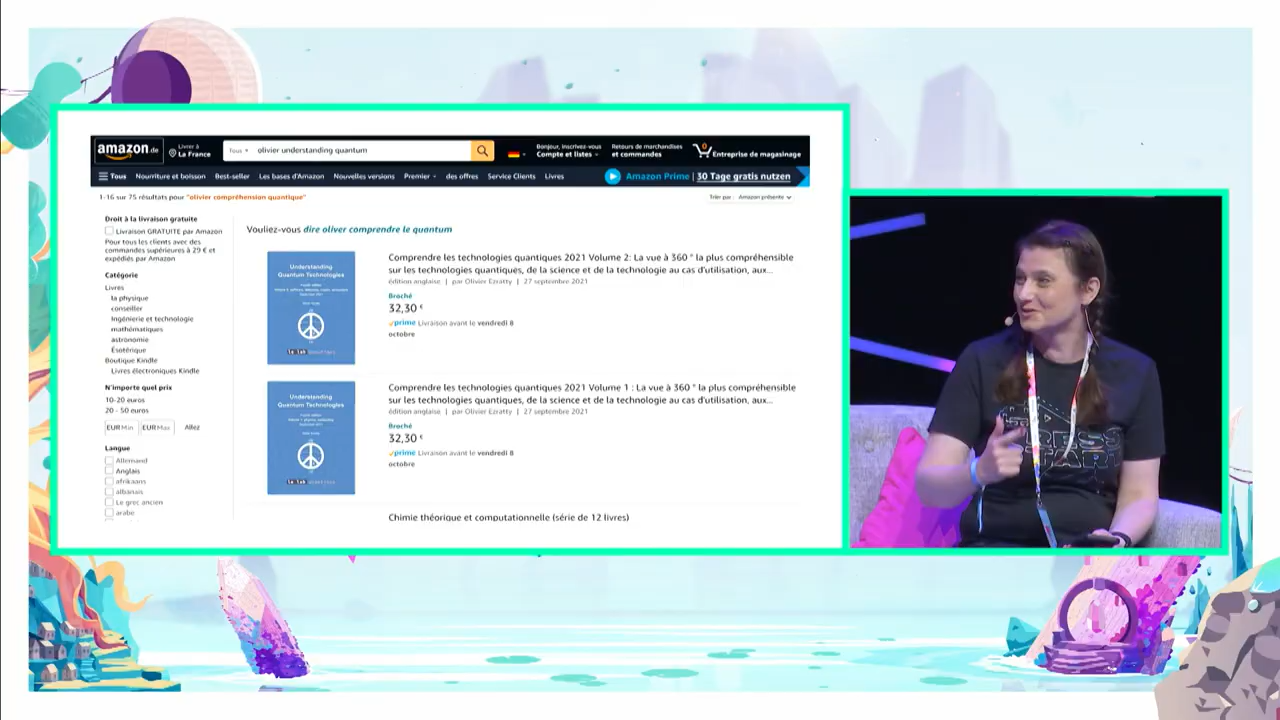 amazon.de
Livrer à
La France
Tous
olivier understanding quantum
Bonjour, Inscrivez-vous
Compte et listes
Retours de marchandises
et commandes
0
Entreprise de magasinage
Tous
Nourriture et boisson
Best-seller
Les bases d'Amazon
Nouvelles versions
Premier
des offres
Service Clients
Livres
Amazon Prime | 30 Tage gratis nutzen
1-16 sur 75 résultats pour "olivier compréhension quantique"
Trier par : Amazon présente
Droit à la livraison gratuite
Livraison GRATUITE par Amazon
Pour tous les clients avec des
commandes supérieures à 29 € et
expédiés par Amazon
Catégorie
Livres
la physique
conseiller
Ingénierie et technologie
mathématiques
astronomie
Ésotérique
Boutique Kindle
Livres électroniques Kindle
N'importe quel prix
10-20 euros
20 - 50 euros
EUR Min
EUR Max
Allez
Langue
Allemand
Anglais
afrikaans
albanais
Le grec ancien
arabe
Vouliez-vous dire oliver comprendre le quantum
Understanding
Quantum Technologies
Comprendre les technologies quantiques 2021 Volume 2: La vue à 360 ° la plus compréhensible
sur les technologies quantiques, de la science et de la technologie au cas d'utilisation, aux...
édition anglaise | par Olivier Ezratty | 27 septembre 2021
Broché
32,30 €
prime Livraison avant le vendredi 8
octobre
Understanding
Quantum Technologies
Comprendre les technologies quantiques 2021 Volume 1 : La vue à 360 ° la plus compréhensible
sur les technologies quantiques, de la science et de la technologie au cas d'utilisation, aux...
édition anglaise | par Olivier Ezratty | 27 septembre 2021
Broché
32,30 €
prime Livraison avant le vendredi 8
octobre
Chimie théorique et computationnelle (série de 12 livres)